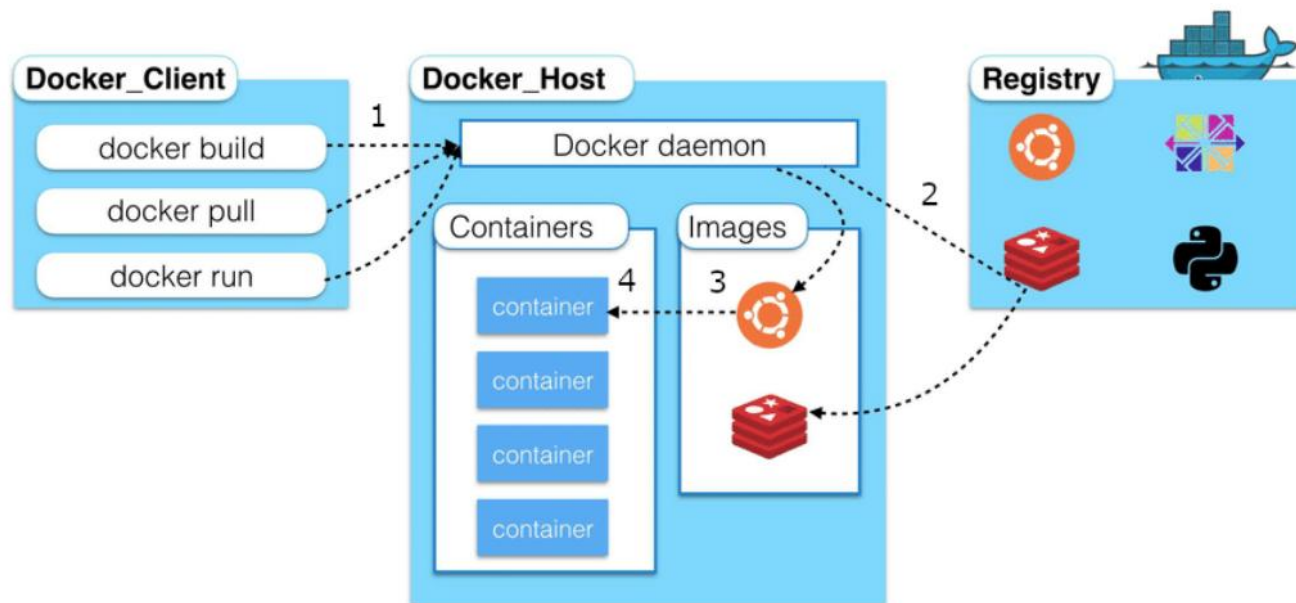 Docker_Client
docker build
docker pull
docker run
1
Docker_Host
Docker daemon
Containers
container
container
container
container
4
Images
3
2
Registry